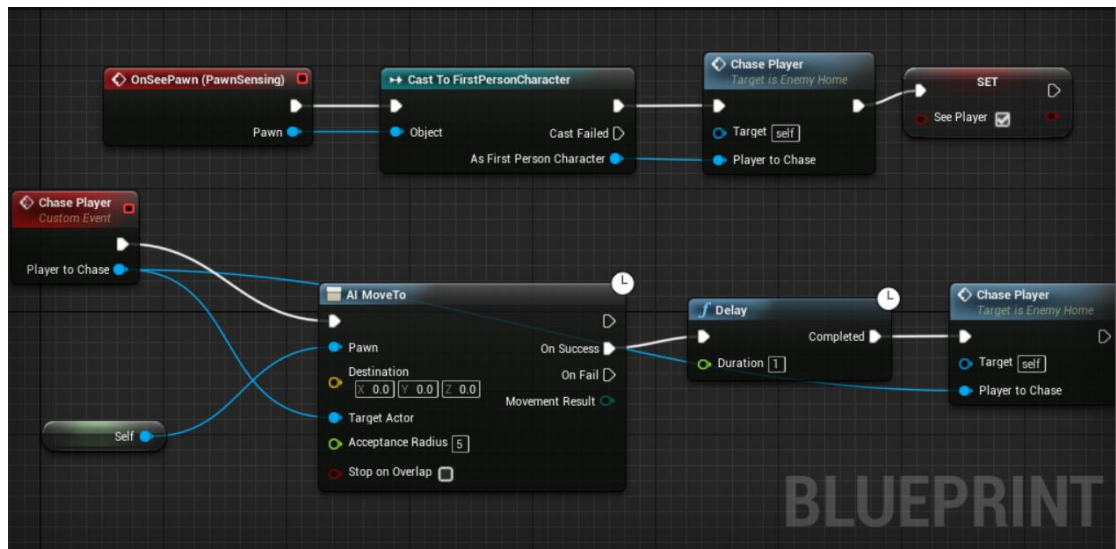 OnSeePawn (PawnSensing)
Pawn
Cast To FirstPersonCharacter
Object
Cast Failed
As First Person Character
Chase Player
Target is Enemy Home
Target self
Player to Chase
SET
See Player
Chase Player
Custom Event
Player to Chase
Self
AI MoveTo
Pawn
On Success
Destination
X 0.0 Y 0.0 Z 0.0
On Fail
Movement Result
Target Actor
Acceptance Radius 5
Stop on Overlap
f Delay
Completed
Duration 1
Chase Player
Target is Enemy Home
Target self
Player to Chase
BLUEPRINT